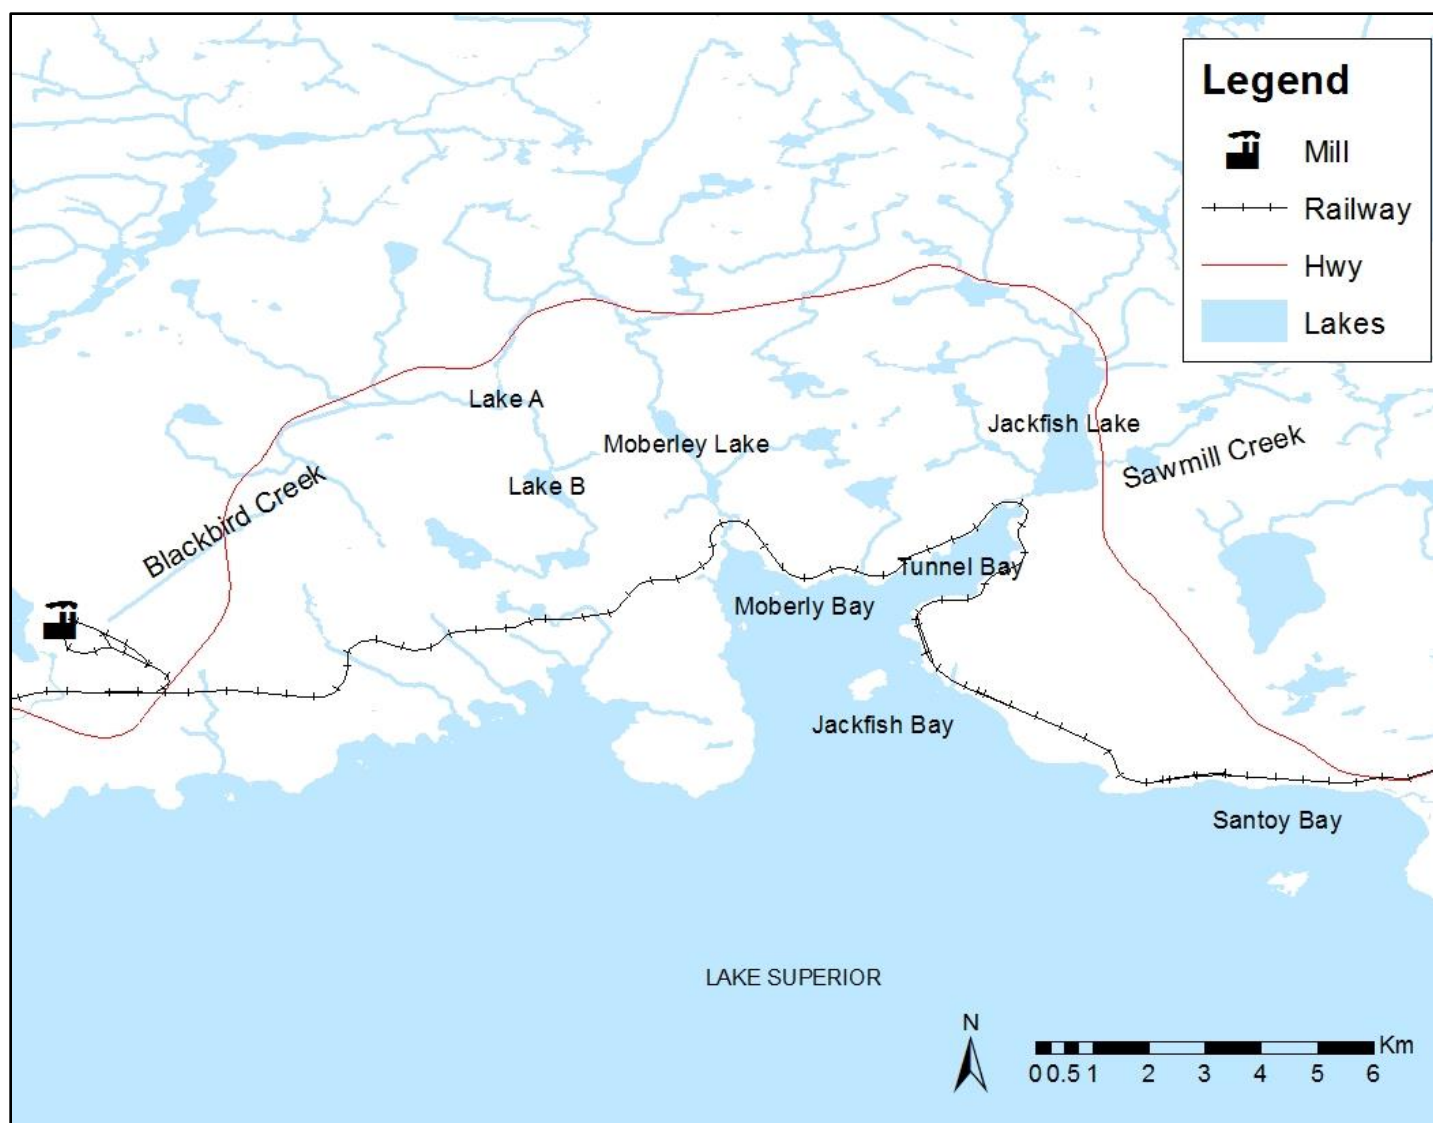 Legend
Mill
Railway
Hwy
Lakes
Lake A
Jackfish Lake
Moberley Lake
Sawmill Creek
Lake B
Blackbird Creek
Tunnel Bay
Moberly Bay
Jackfish Bay
Santoy Bay
LAKE SUPERIOR
N
Km
0 0.5 1 2 3 4 5 6